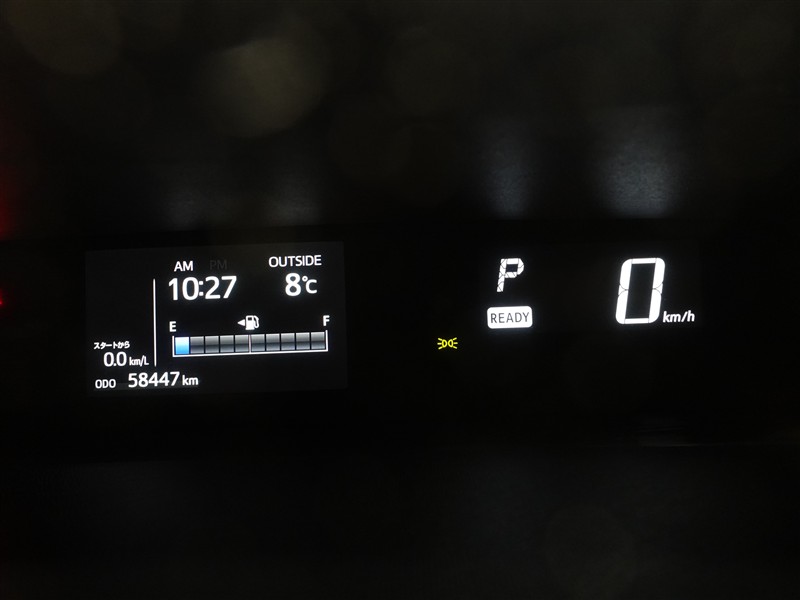 AM PM OUTSIDE
10:27 8℃
E F
スタートから
0.0 km/L
ODO 58447 km
P
READY
0 km/h